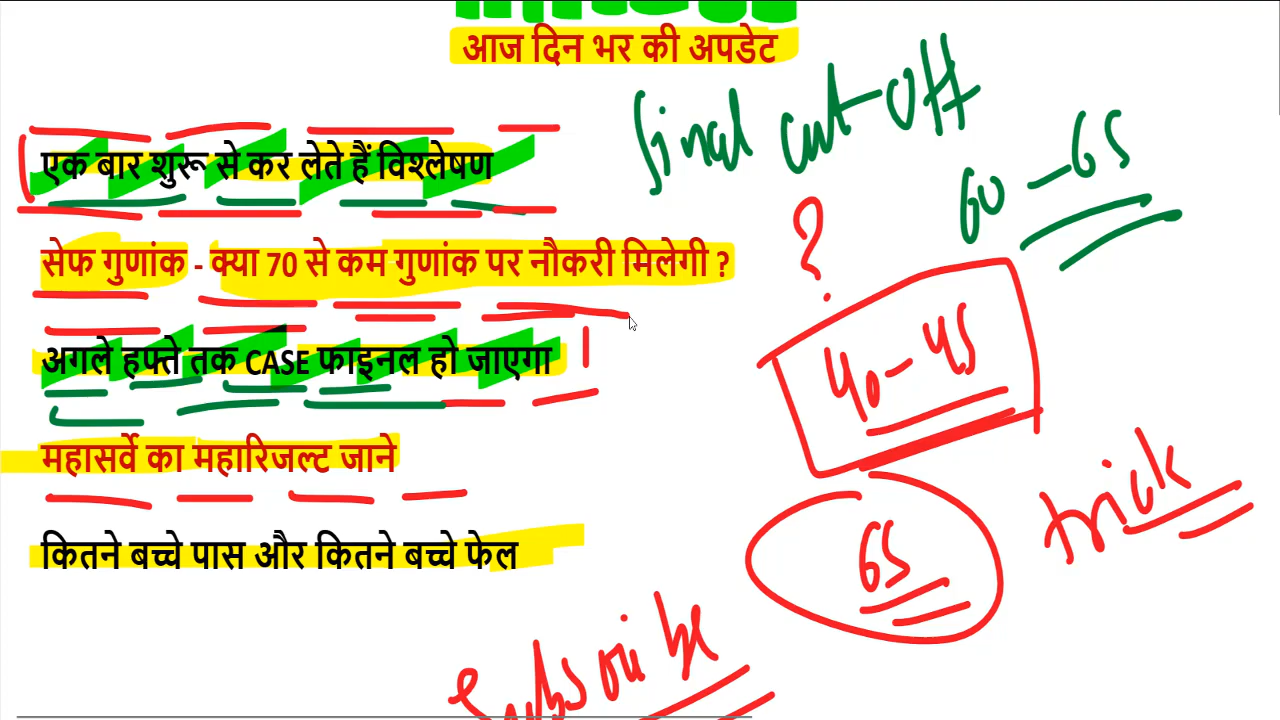 आज दिन भर की अपडेट
final cut-off
60-65
एक बार शुरू से कर लेते हैं विश्लेषण
सेफ गुणांक - क्या 70 से कम गुणांक पर नौकरी मिलेगी ?
?
40-45
अगले हफ्ते तक CASE फाइनल हो जाएगा
महासर्वे का महारिजल्ट जाने
trick
65
कितने बच्चे पास और कितने बच्चे फेल
Subscribe